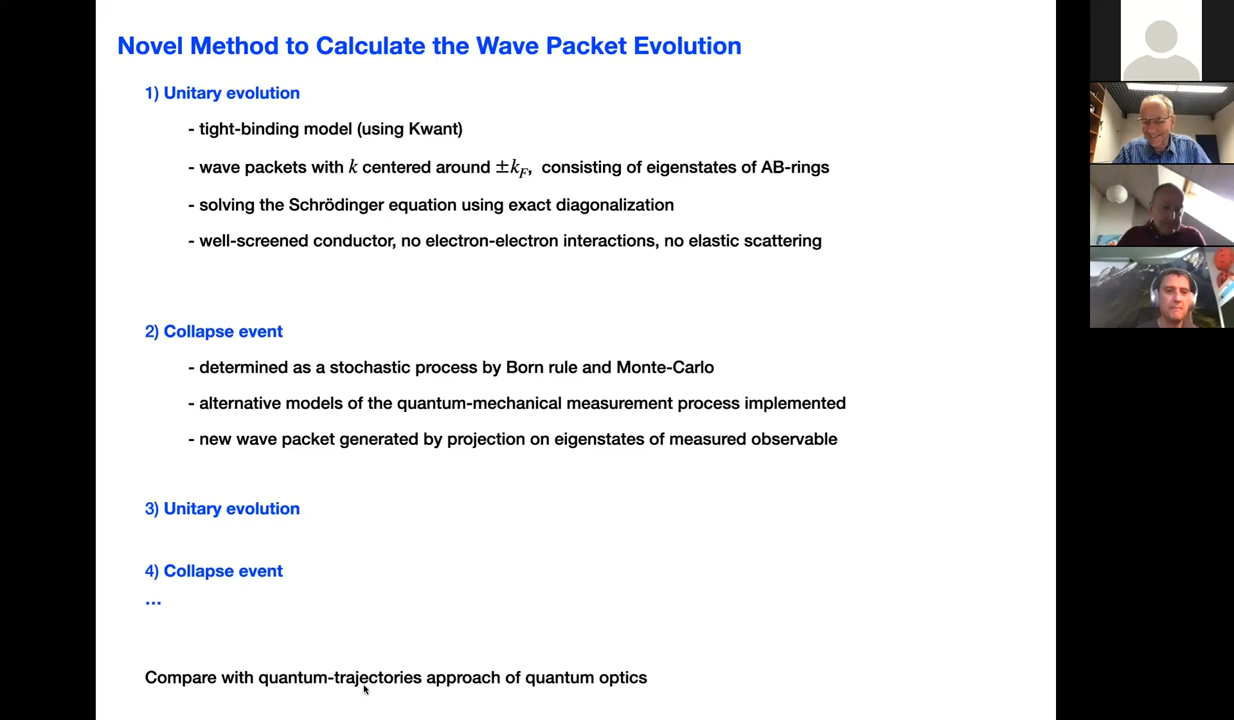 Novel Method to Calculate the Wave Packet Evolution
1) Unitary evolution
- tight-binding model (using Kwant)
- wave packets with k centered around ±k_F, consisting of eigenstates of AB-rings
- solving the Schrödinger equation using exact diagonalization
- well-screened conductor, no electron-electron interactions, no elastic scattering
2) Collapse event
- determined as a stochastic process by Born rule and Monte-Carlo
- alternative models of the quantum-mechanical measurement process implemented
- new wave packet generated by projection on eigenstates of measured observable
3) Unitary evolution
4) Collapse event
...
Compare with quantum-trajectories approach of quantum optics